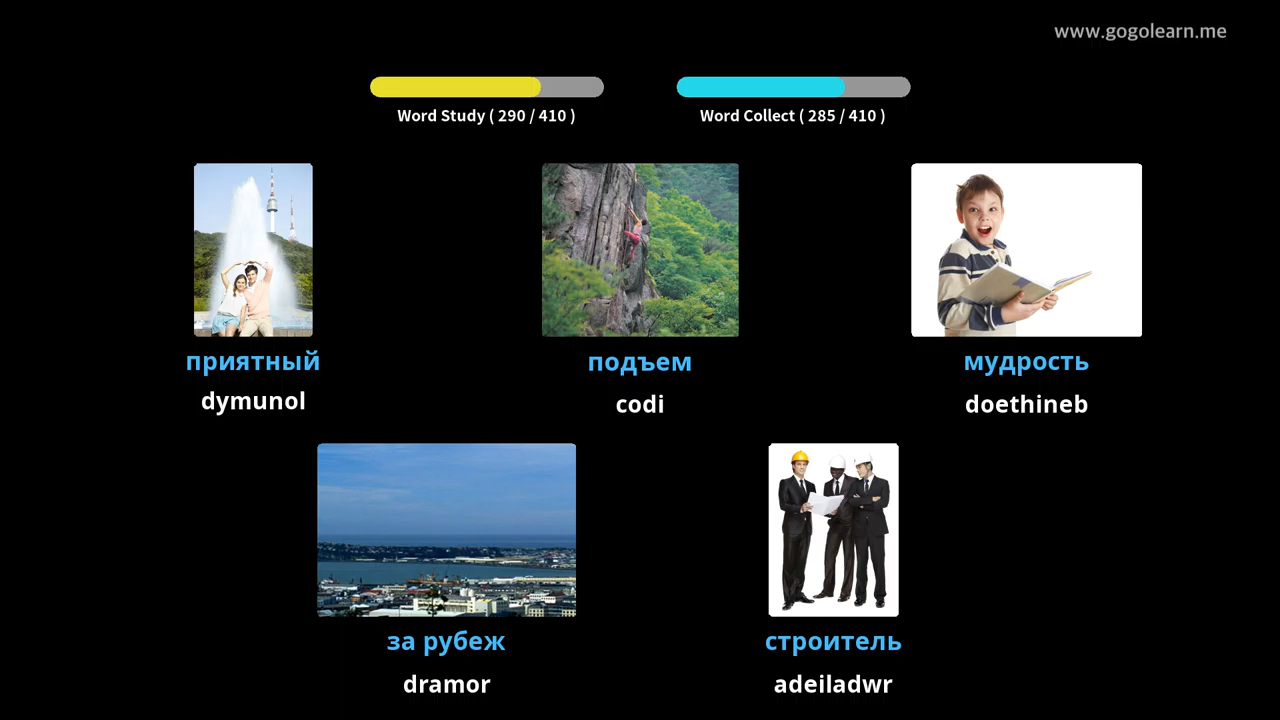 www.gogolearn.me
Word Study ( 290 / 410 )
Word Collect ( 285 / 410 )
приятный
подъем
мудрость
dymunol
codi
doethineb
за рубеж
строитель
dramor
adeiladwr